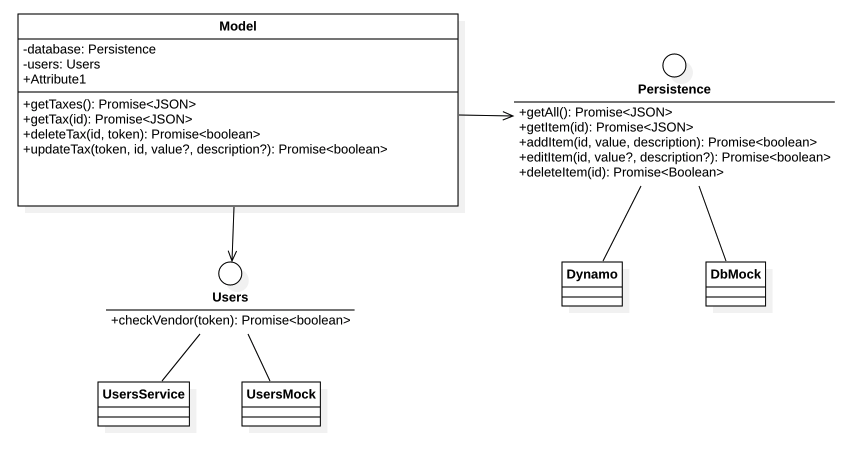 Model
-database: Persistence
-users: Users
+Attribute1
+getTaxes(): Promise<JSON>
+getTax(id): Promise<JSON>
+deleteTax(id, token): Promise<boolean>
+updateTax(token, id, value?, description?): Promise<boolean>
Persistence
+getAll(): Promise<JSON>
+getItem(id): Promise<JSON>
+addItem(id, value, description): Promise<boolean>
+editItem(id, value?, description?): Promise<boolean>
+deleteItem(id): Promise<Boolean>
Dynamo
DbMock
Users
+checkVendor(token): Promise<boolean>
UsersService
UsersMock